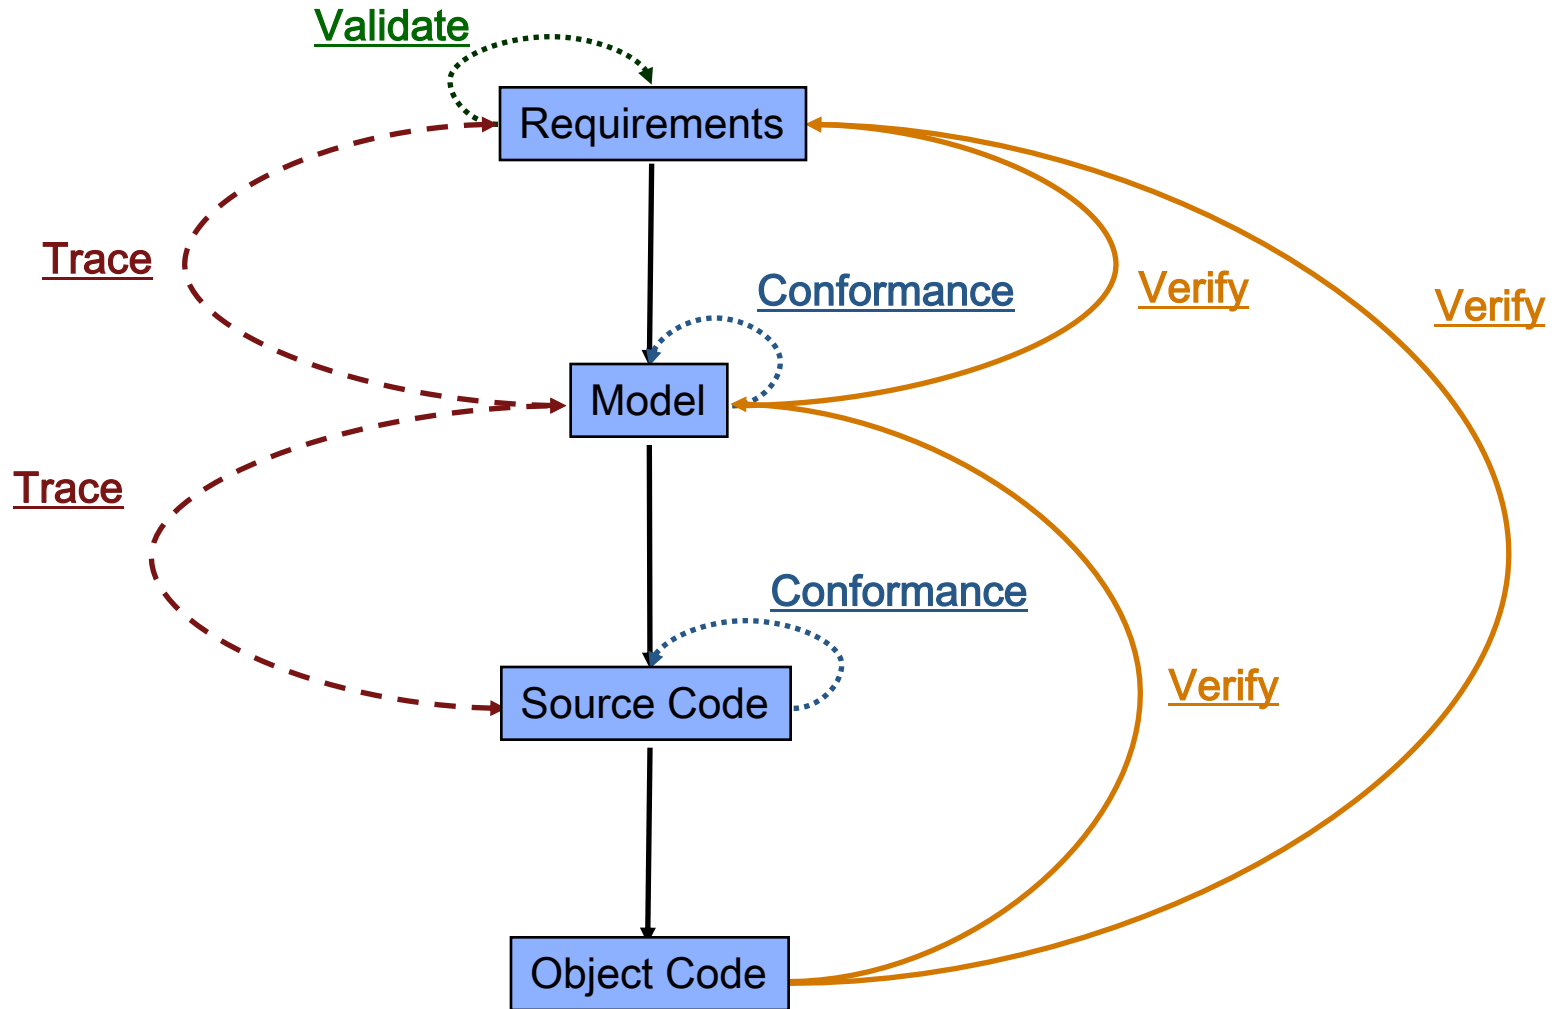 Validate
Requirements
Trace
Conformance
Verify
Verify
Model
Trace
Conformance
Source Code
Verify
Object Code